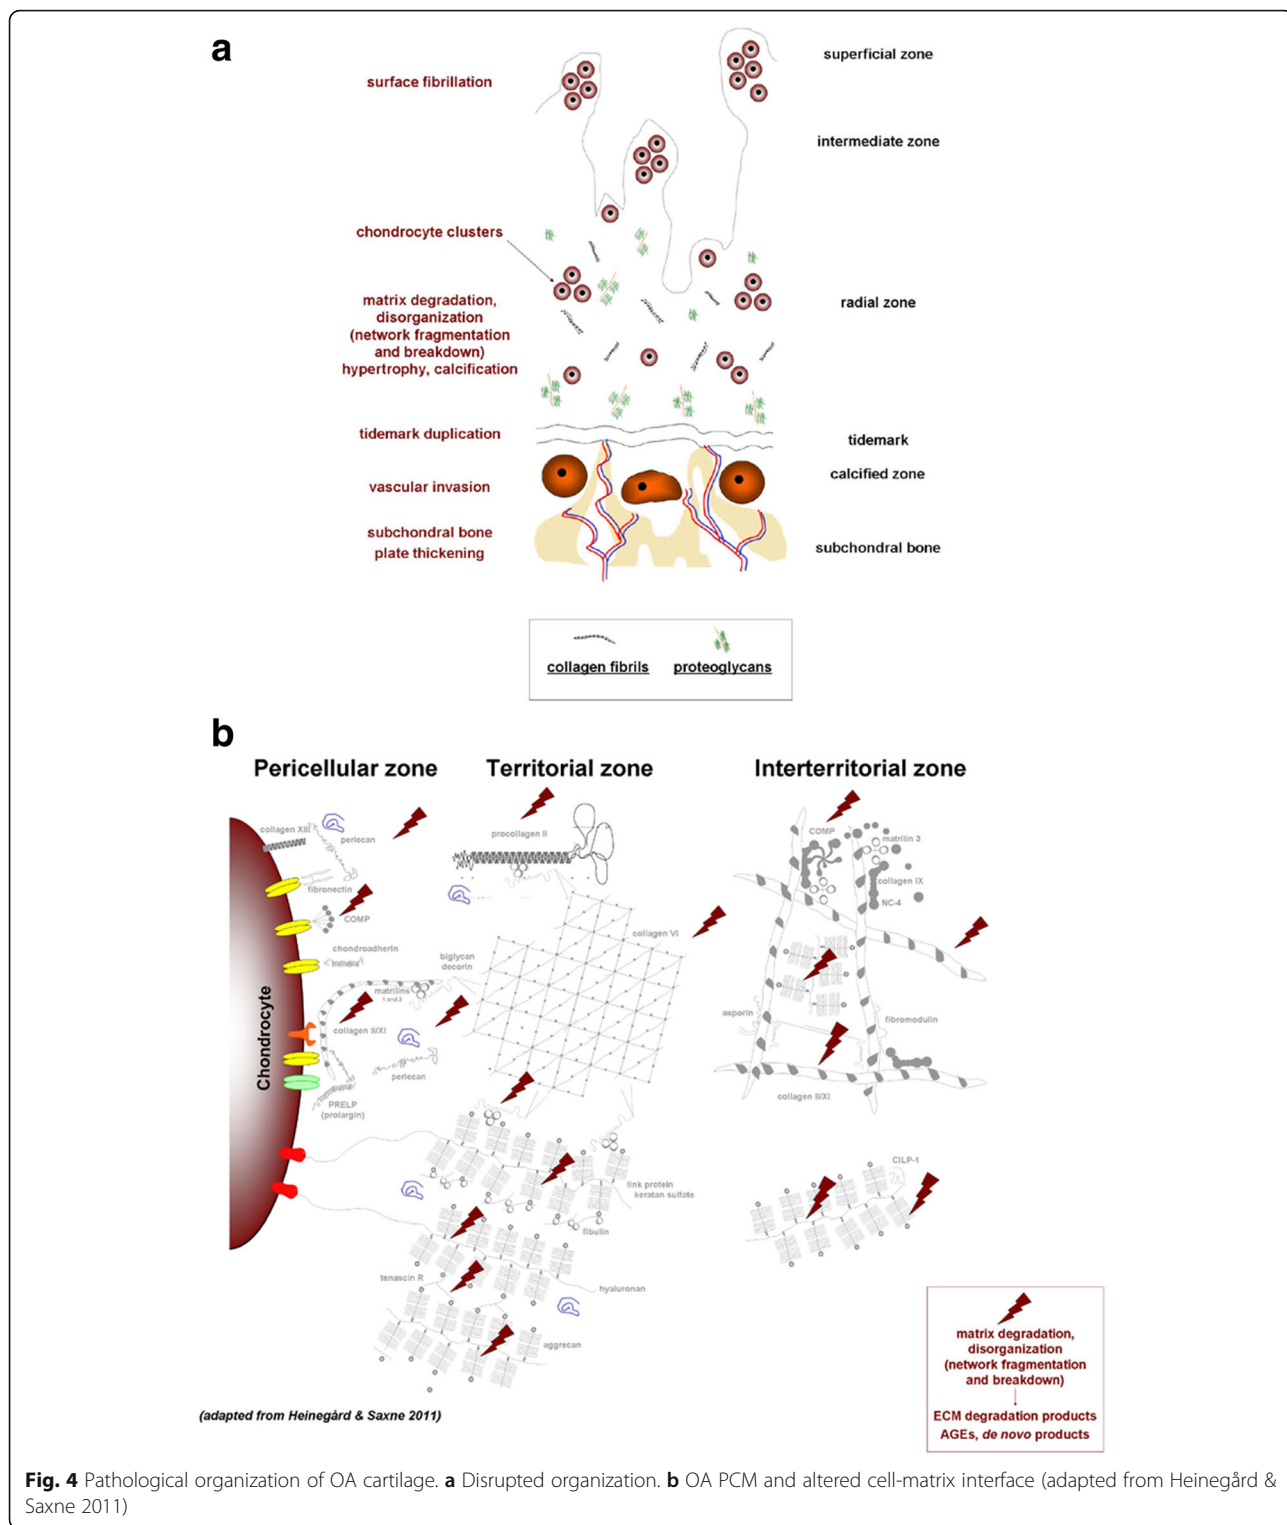 a
surface fibrillation
superficial zone
intermediate zone
chondrocyte clusters
matrix degradation,
disorganization
(network fragmentation
and breakdown)
hypertrophy, calcification
radial zone
tidemark duplication
tidemark
calcified zone
vascular invasion
subchondral bone
plate thickening
subchondral bone
collagen fibrils
proteoglycans
b
Pericellular zone
Territorial zone
Interterritorial zone
collagen XIII
perlecan
fibronectin
COMP
chondroadherin
matrilins
1 and 3
collagen II/XI
perlecan
PRELP
(prolargin)
Chondrocyte
procollagen II
collagen VI
biglycan
decorin
link protein
keratan sulfate
fibulin
tenascin R
hyaluronan
aggrecan
COMP
matrilin 3
collagen IX
NC-4
asporin
fibromodulin
collagen II/XI
CILP-1
matrix degradation,
disorganization
(network fragmentation
and breakdown)
ECM degradation products
AGEs, de novo products
(adapted from Heinegård & Saxne 2011)
Fig. 4 Pathological organization of OA cartilage. a Disrupted organization. b OA PCM and altered cell-matrix interface (adapted from Heinegård &
Saxne 2011)